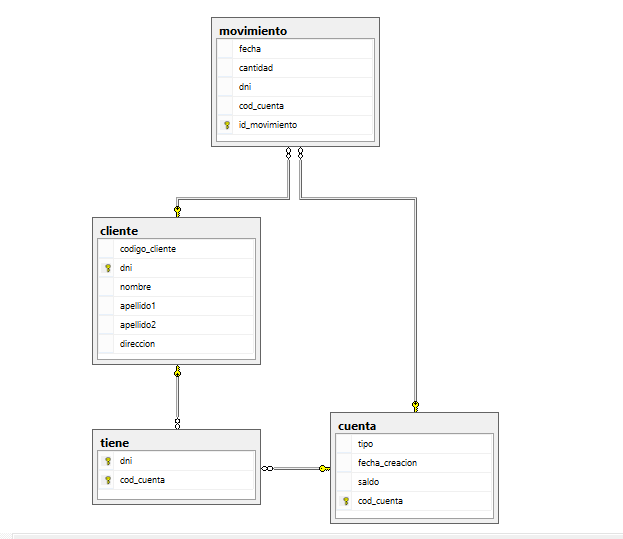 movimiento
fecha
cantidad
dni
cod_cuenta
id_movimiento
cliente
codigo_cliente
dni
nombre
apellido1
apellido2
direccion
tiene
dni
cod_cuenta
cuenta
tipo
fecha_creacion
saldo
cod_cuenta